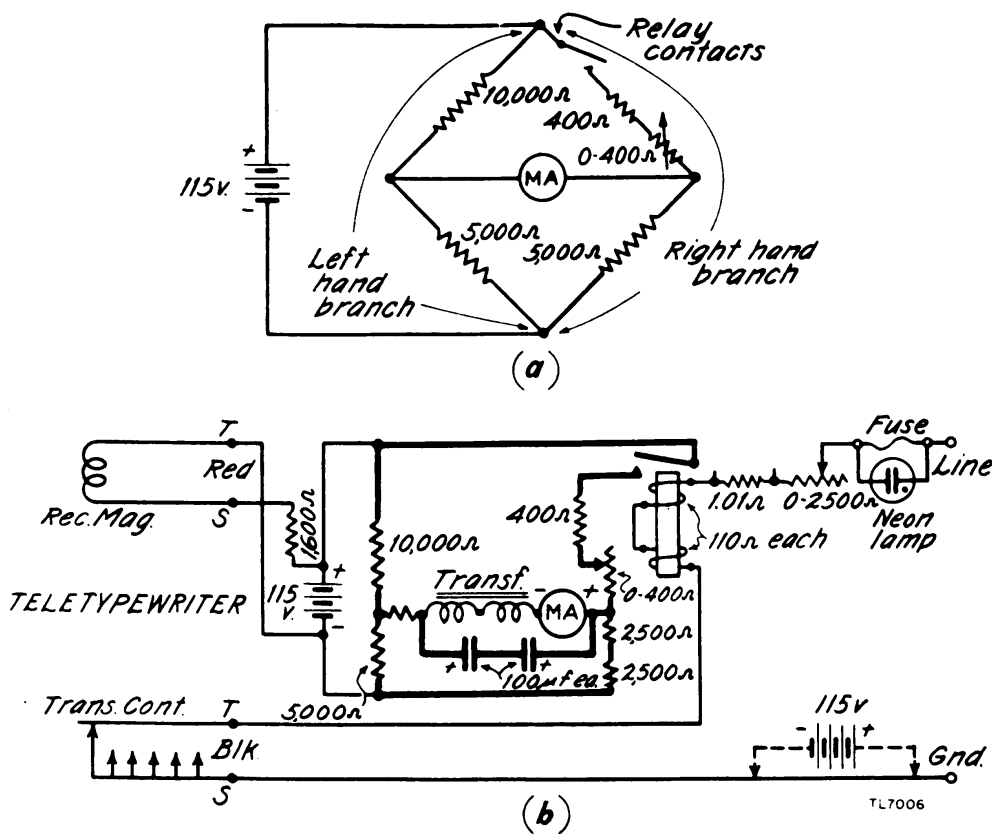 Relay
contacts
10,000Ω
400Ω
0-400Ω
+
115v.
-
MA
5,000Ω
5,000Ω
Left
hand
branch
Right hand
branch
(a)
T
Red
S
Rec. Mag.
1,600Ω
TELETYPEWRITER
+
115
v.
-
10,000Ω
Transf.
-
MA
+
400Ω
0-400Ω
2,500Ω
2,500Ω
+
100μf ea.
+
5,000Ω
110Ω each
1.01Ω
0-2500Ω
Fuse
Line
Neon
lamp
Trans. Cont.
T
Blk
S
115v
-
+
Gnd.
TL7006
(b)